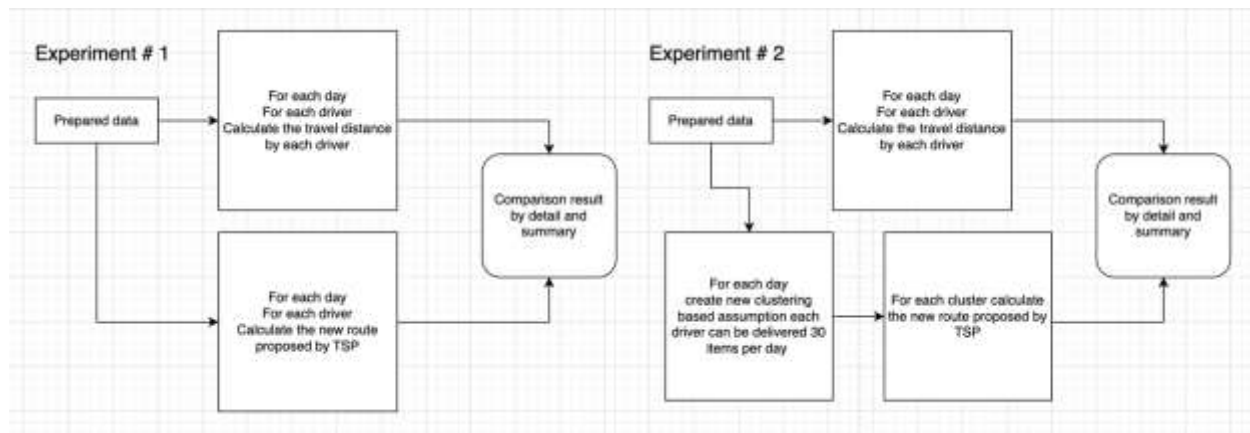 Experiment # 1
Prepared data
For each day
For each driver
Calculate the travel distance
by each driver
For each day
For each driver
Calculate the new route
proposed by TSP
Comparison result
by detail and
summary
Experiment # 2
Prepared data
For each day
For each driver
Calculate the travel distance
by each driver
For each day
create new clustering
based assumption each
driver can be delivered 30
items per day
For each cluster calculate
the new route proposed by
TSP
Comparison result
by detail and
summary